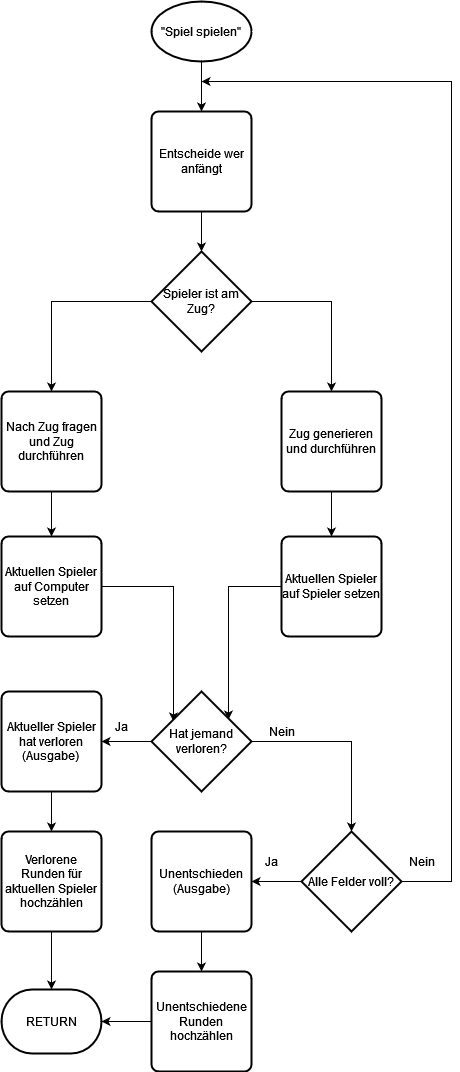 "Spiel spielen"
Entscheide wer
anfängt
Spieler ist am
Zug?
Nach Zug fragen
und Zug
durchführen
Zug generieren
und durchführen
Aktuellen Spieler
auf Computer
setzen
Aktuellen Spieler
auf Spieler setzen
Hat jemand
verloren?
Ja
Nein
Aktueller Spieler
hat verloren
(Ausgabe)
Verlorene
Runden für
aktuellen Spieler
hochzählen
Alle Felder voll?
Ja
Nein
Unentschieden
(Ausgabe)
Unentschiedene
Runden
hochzählen
RETURN